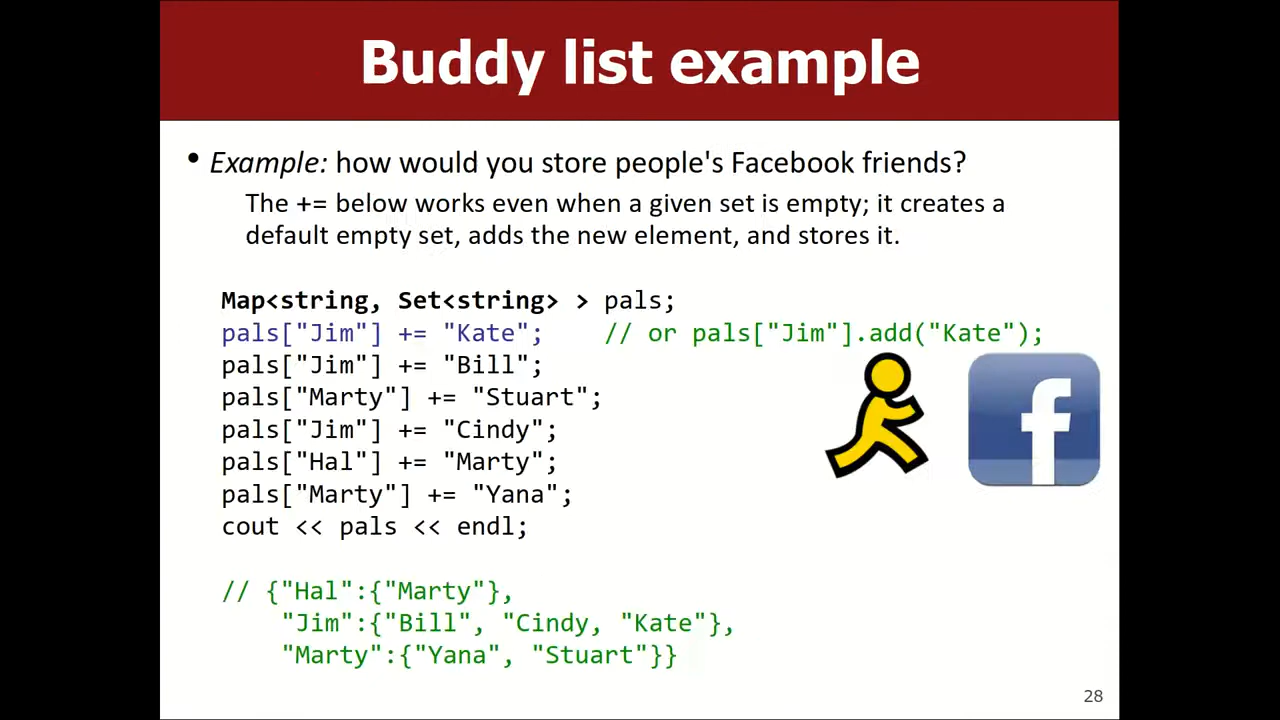 Buddy list example
• Example: how would you store people's Facebook friends?
The += below works even when a given set is empty; it creates a
default empty set, adds the new element, and stores it.
Map<string, Set<string> > pals;
pals["Jim"] += "Kate";    // or pals["Jim"].add("Kate");
pals["Jim"] += "Bill";
pals["Marty"] += "Stuart";
pals["Jim"] += "Cindy";
pals["Hal"] += "Marty";
pals["Marty"] += "Yana";
cout << pals << endl;
// {"Hal":{"Marty"},
"Jim":{"Bill", "Cindy, "Kate"},
"Marty":{"Yana", "Stuart"}}
f
28